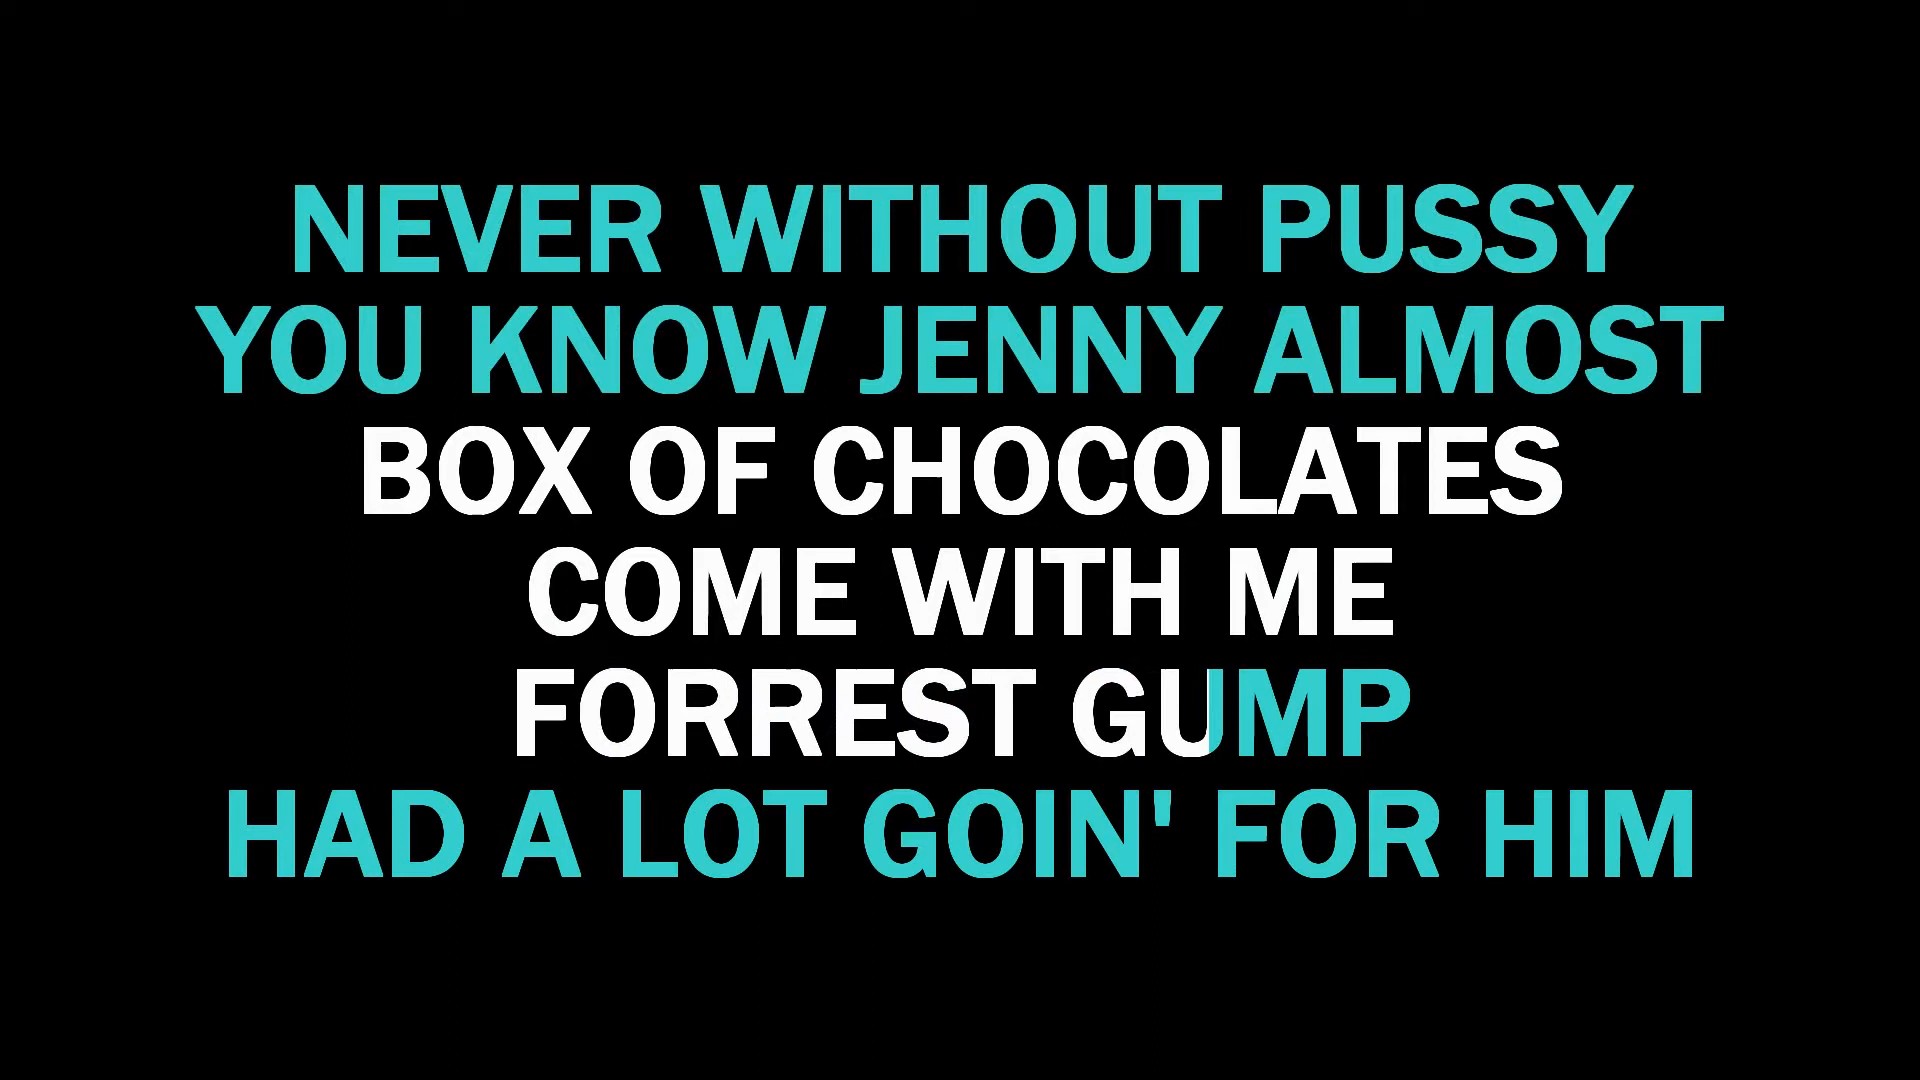 NEVER WITHOUT PUSSY
YOU KNOW JENNY ALMOST
BOX OF CHOCOLATES
COME WITH ME
FORREST GUMP
HAD A LOT GOIN' FOR HIM